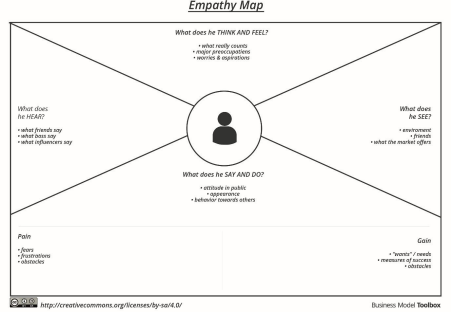 Empathy Map
What does he THINK AND FEEL?
• what really counts
• major preoccupations
• worries & aspirations
What does
he HEAR?
• what friends say
• what boss say
• what influencers say
What does
he SEE?
• enviroment
• friends
• what the market offers
What does he SAY AND DO?
• attitude in public
• appearance
• behavior towards others
Pain
• fears
• frustrations
• obstacles
Gain
• "wants" / needs
• measures of success
• obstacles
http://creativecommons.org/licenses/by-sa/4.0/
Business Model Toolbox